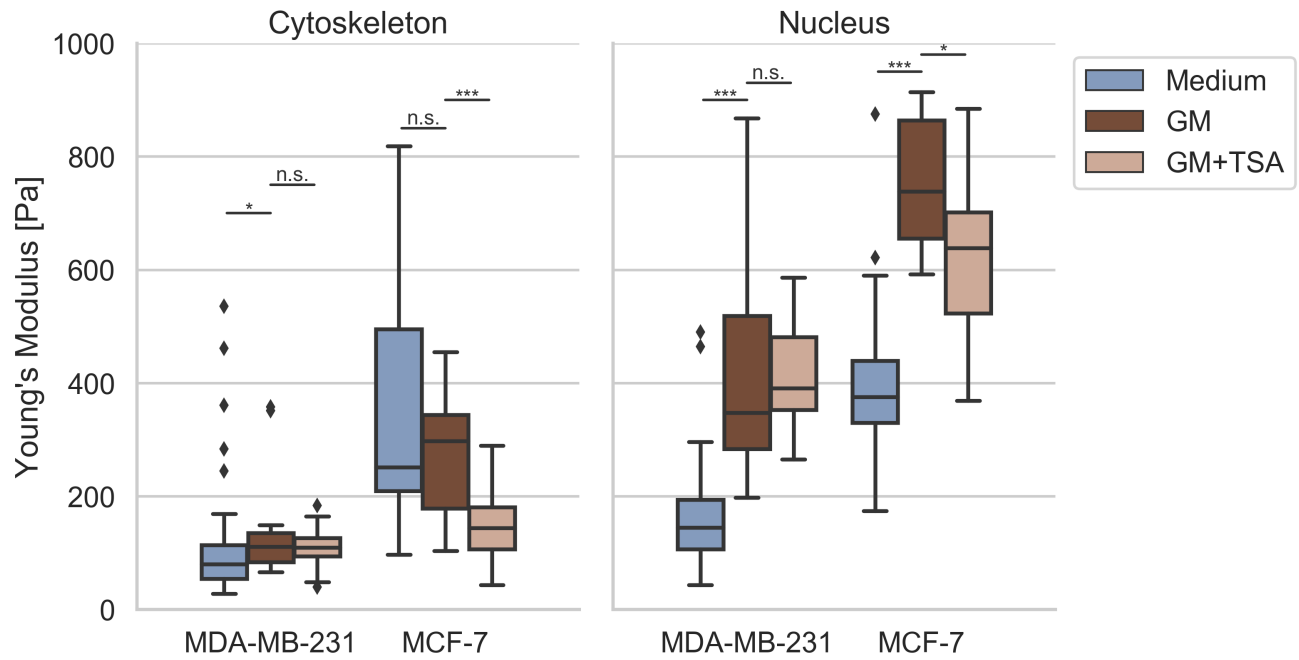 Cytoskeleton
Nucleus
Young's Modulus [Pa]
1000
800
600
400
200
0
*
n.s.
n.s.
***
***
n.s.
***
*
MDA-MB-231
MCF-7
MDA-MB-231
MCF-7
Medium
GM
GM+TSA